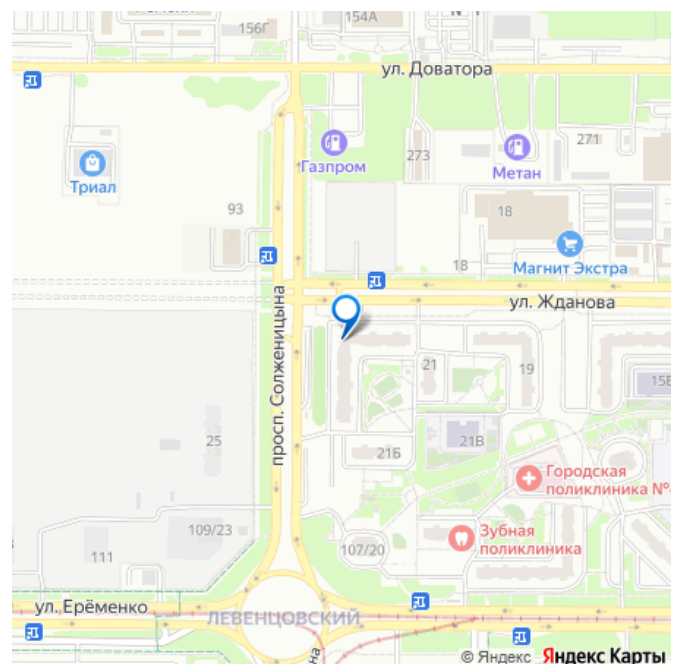 154А
156Г
ул. Доватора
271
Газпром
273
Метан
Триал
93
18
18
Магнит Экстра
ул. Жданова
просп. Солженицына
21
19
25
21В
21Б
Городская
поликлиника №
109/23
Зубная
поликлиника
107/20
111
ул. Ерёменко
ЛЕВЕНЦОВСКИЙ
© Яндекс Яндекс Карты